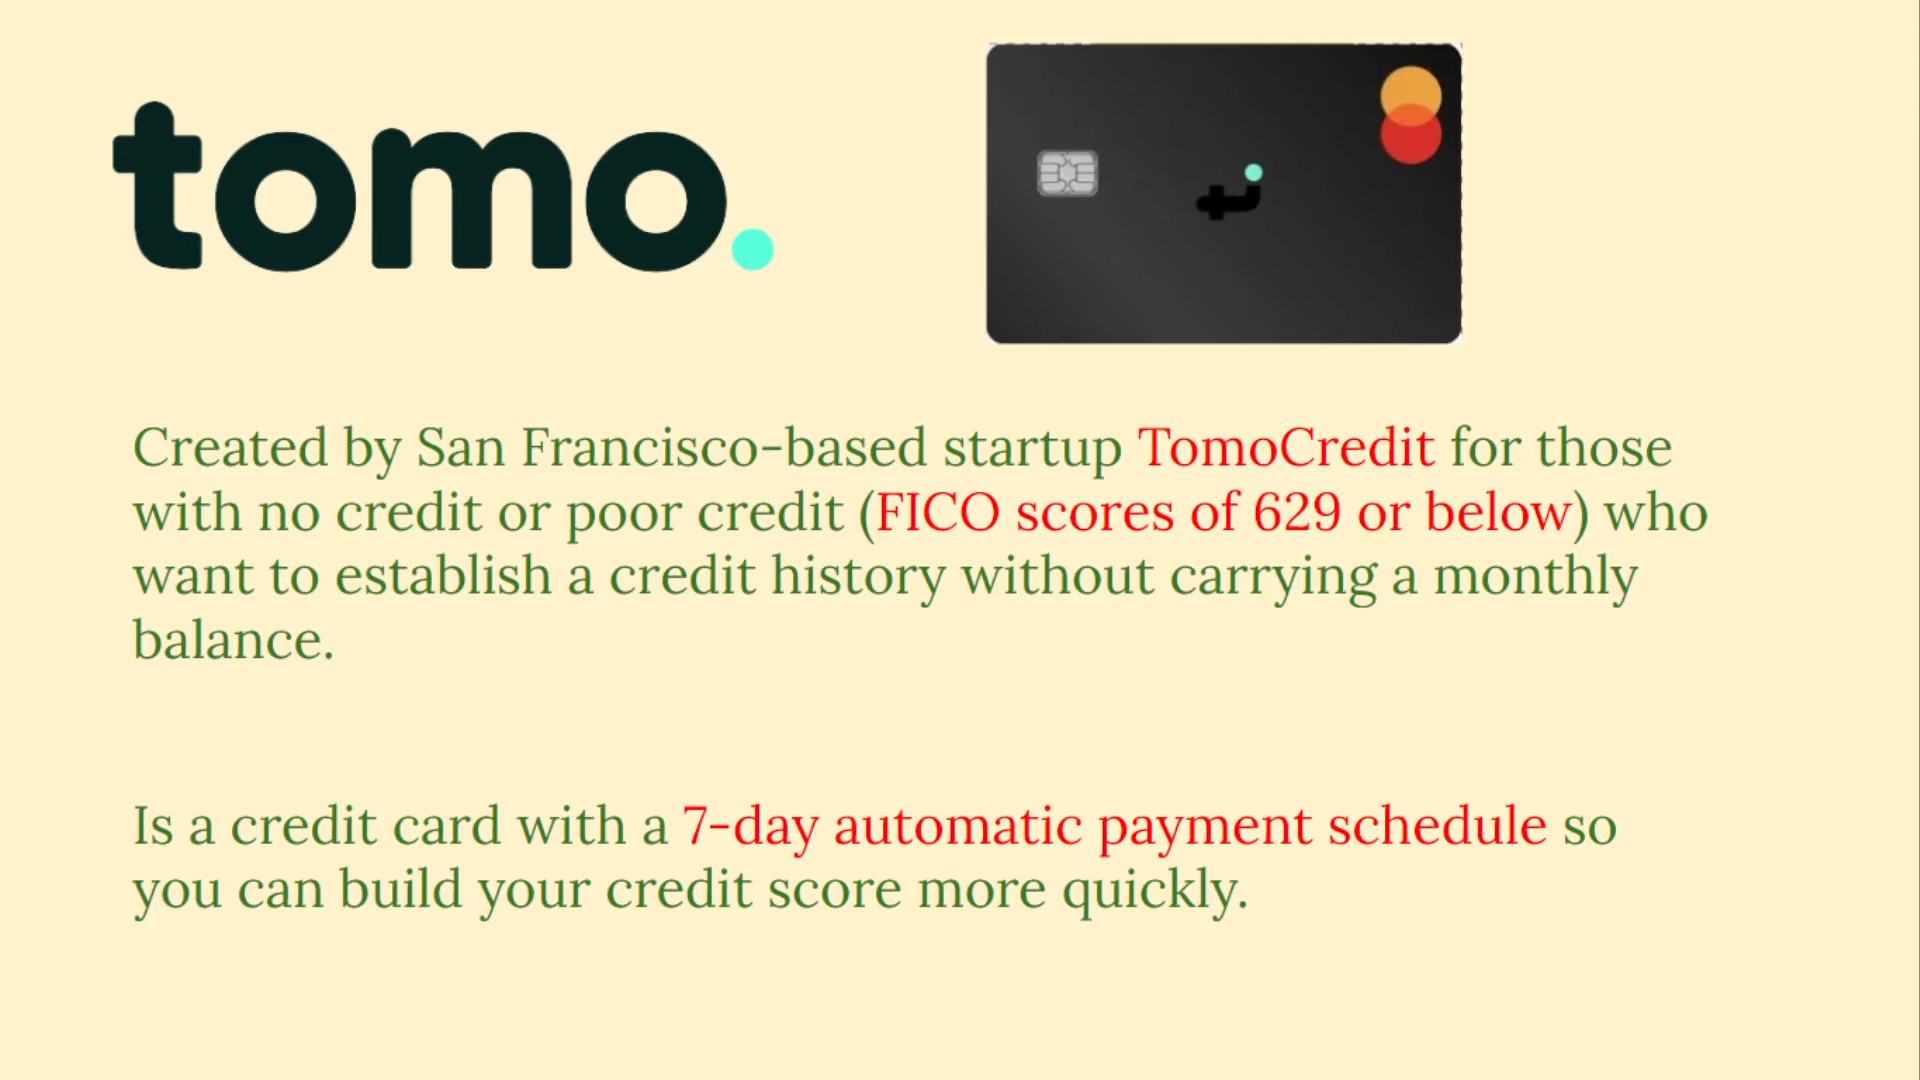 tomo.
Created by San Francisco-based startup TomoCredit for those
with no credit or poor credit (FICO scores of 629 or below) who
want to establish a credit history without carrying a monthly
balance.
Is a credit card with a 7-day automatic payment schedule so
you can build your credit score more quickly.